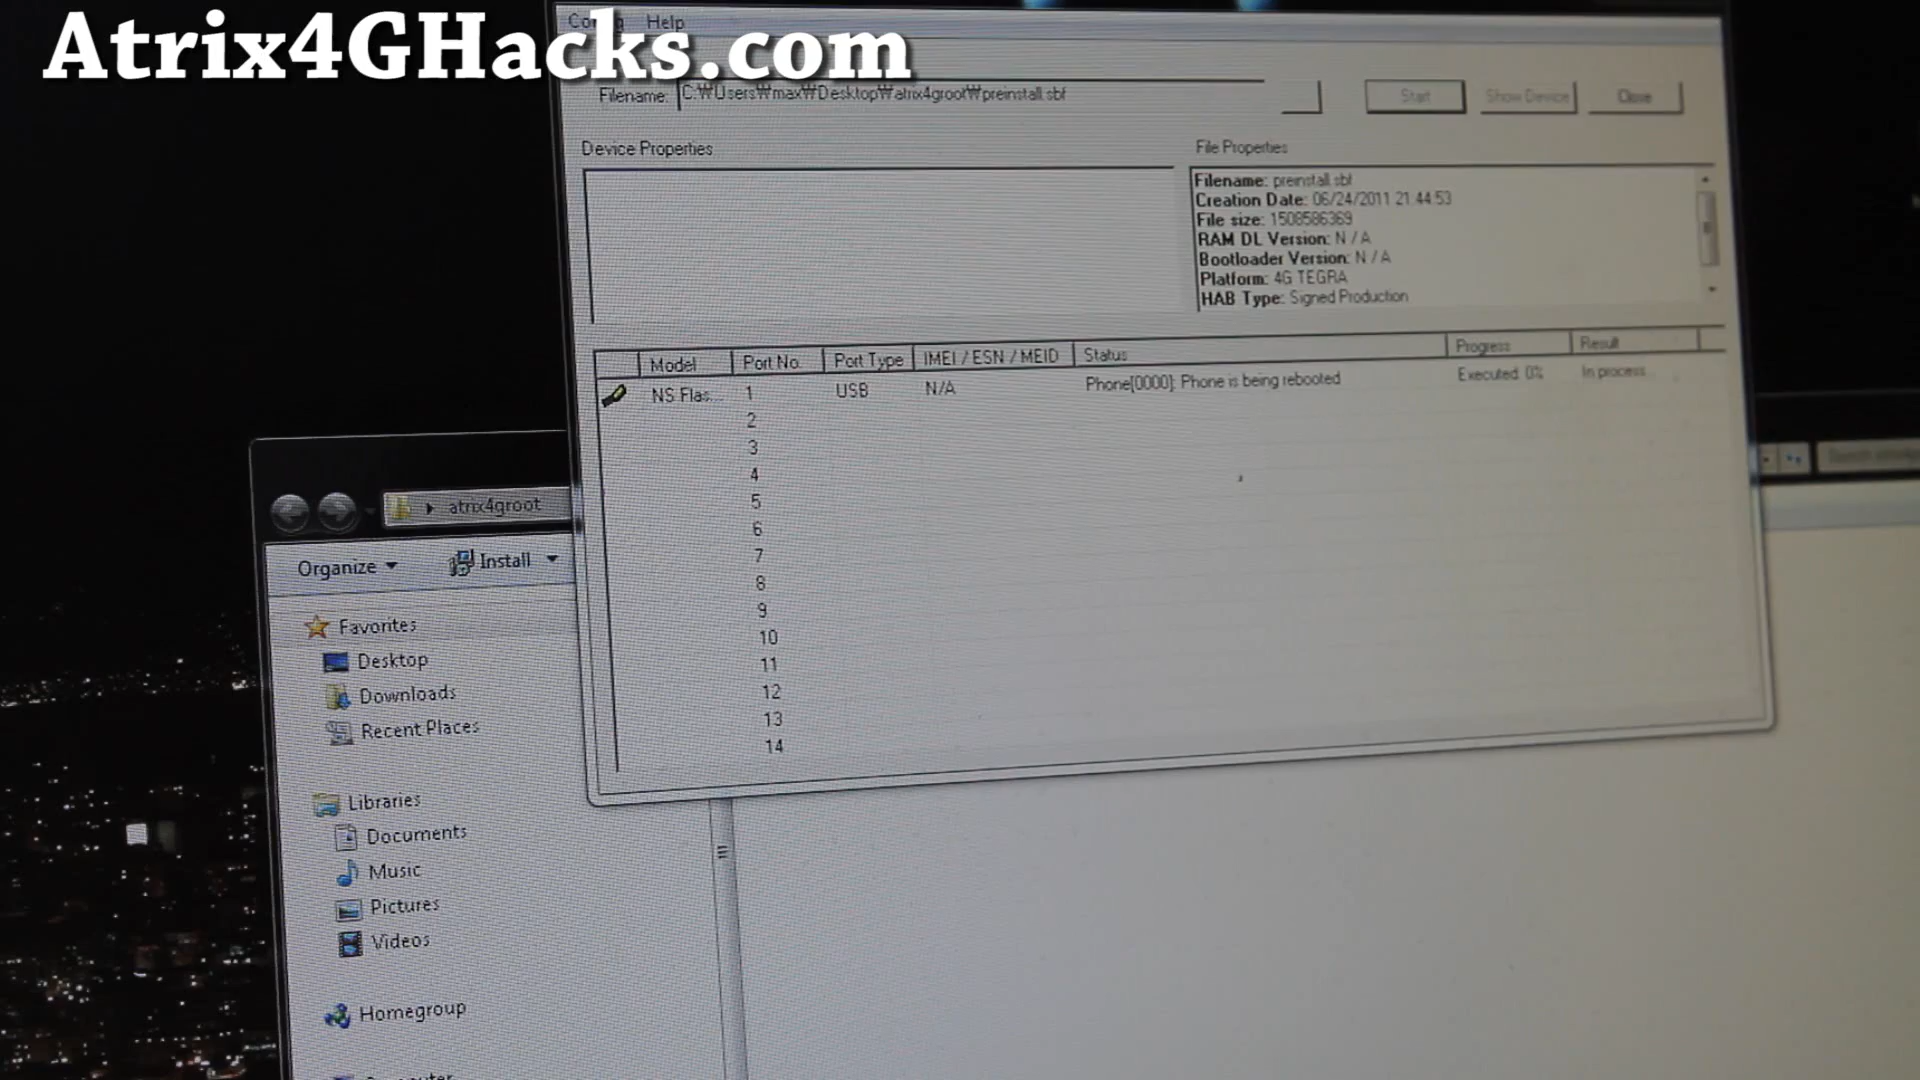 Atrix4GHacks.com
Help
Filename: C:₩Users₩max₩Desktop₩atrix4groot₩preinstall.sbf
Start
Show Device
Close
Device Properties
File Properties
Filename: preinstall.sbf
Creation Date: 06/24/2011 21:44:53
File size: 1508586369
RAM DL Version: N / A
Bootloader Version: N / A
Platform: 4G TEGRA
HAB Type: Signed Production
Model Port No. Port Type IMEI / ESN / MEID Status Progress Result
NS Flas... 1 USB N/A Phone[0000]: Phone is being rebooted Executed: 0% In process...
2
3
4
5
6
7
8
9
10
11
12
13
14
atrix4groot
Organize Install
Favorites
Desktop
Downloads
Recent Places
Libraries
Documents
Music
Pictures
Videos
Homegroup